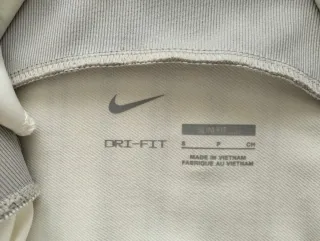 DRI-FIT
S P CH
MADE IN VIETNAM
FABRIQUÉ AU VIETNAM